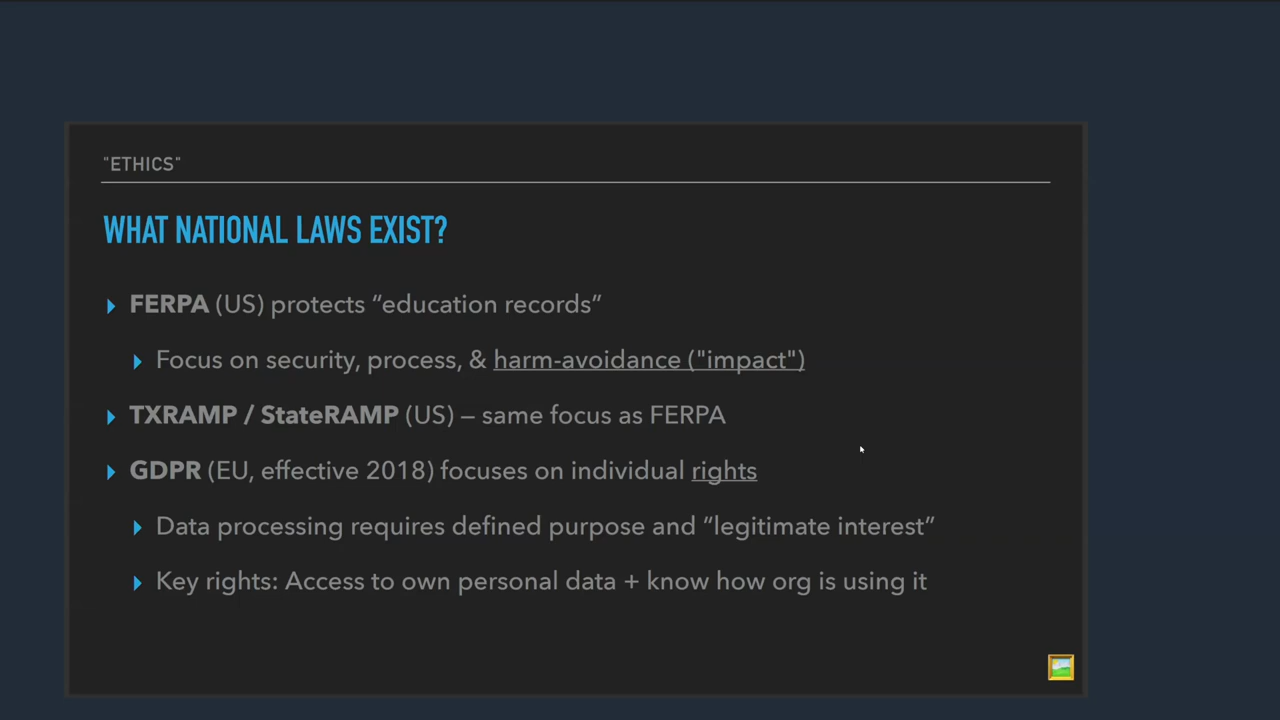 "ETHICS"
WHAT NATIONAL LAWS EXIST?
FERPA (US) protects “education records”
Focus on security, process, & harm-avoidance ("impact")
TXRAMP / StateRAMP (US) – same focus as FERPA
GDPR (EU, effective 2018) focuses on individual rights
Data processing requires defined purpose and “legitimate interest”
Key rights: Access to own personal data + know how org is using it